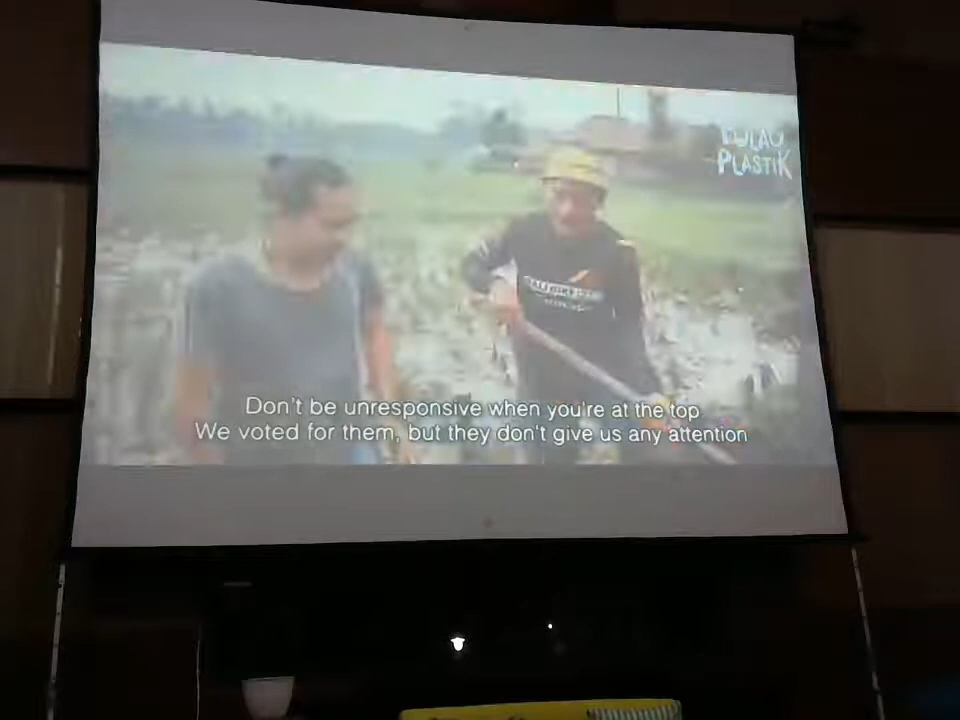 PULAU
PLASTIK
Don't be unresponsive when you're at the top
We voted for them, but they don't give us any attention